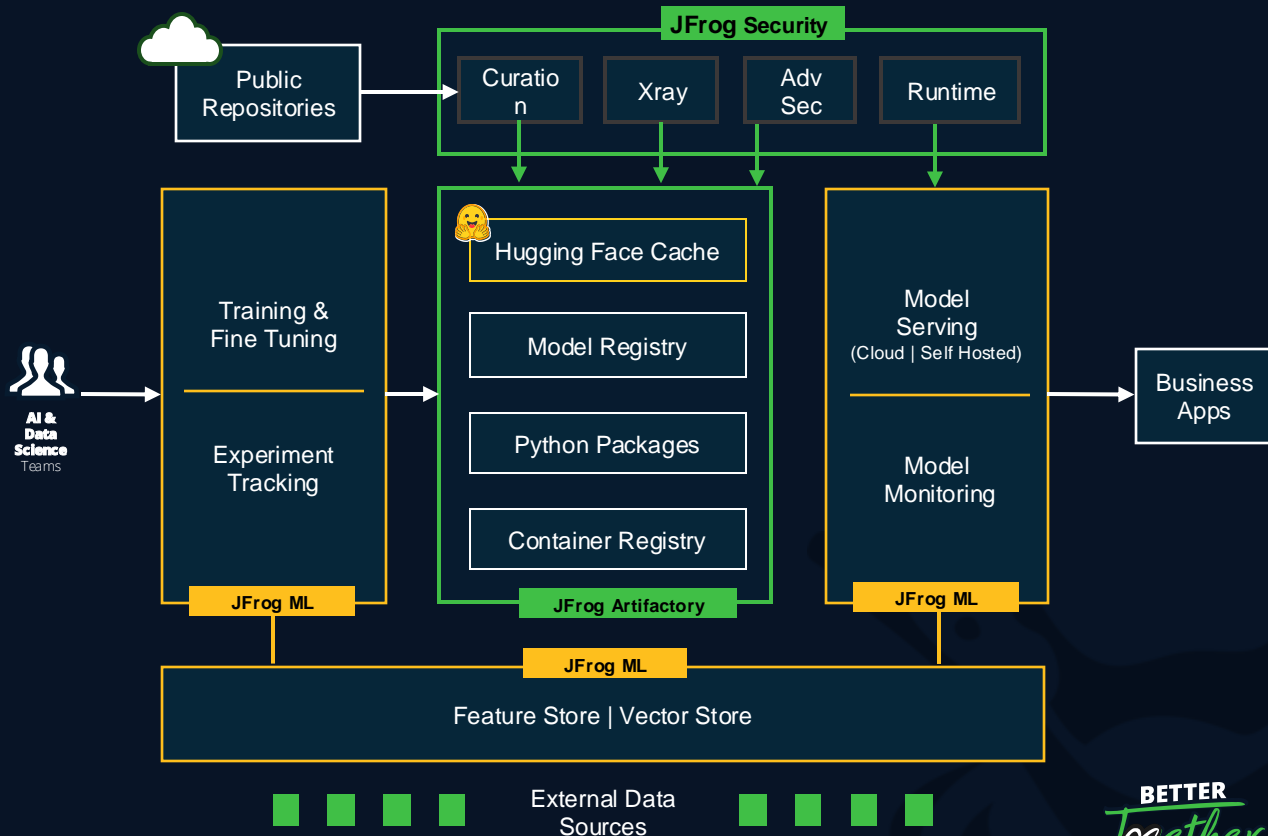 JFrog Security
Public
Repositories
Curatio
n
Xray
Adv
Sec
Runtime
Hugging Face Cache
Training &
Fine Tuning
Model Registry
Model
Serving
(Cloud | Self Hosted)
AI &
Data
Science
Teams
Business
Apps
Experiment
Tracking
Python Packages
Model
Monitoring
Container Registry
JFrog ML
JFrog Artifactory
JFrog ML
JFrog ML
Feature Store | Vector Store
External Data
Sources
BETTER
Together